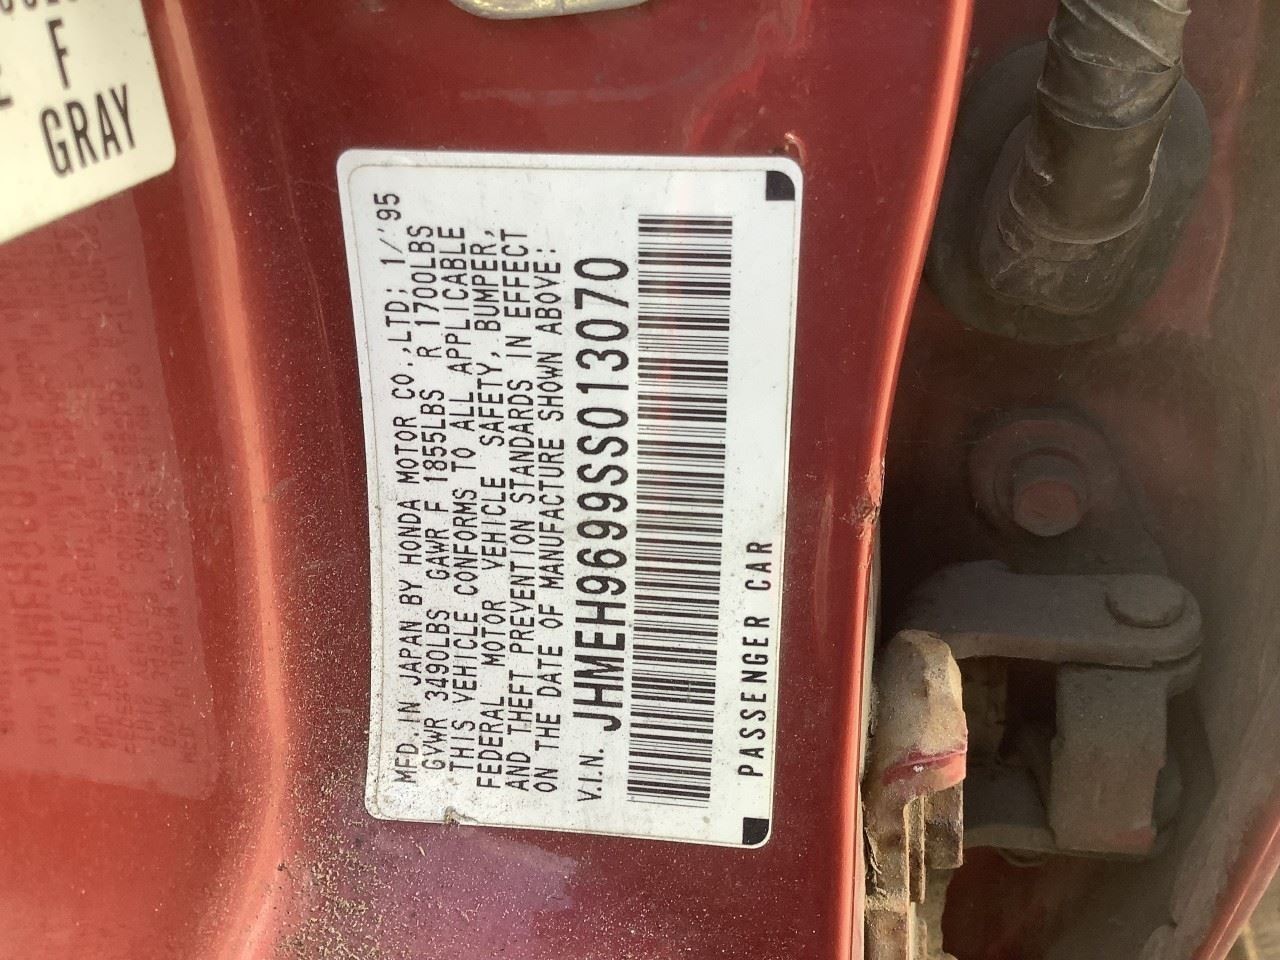 F
GRAY
MFD. IN JAPAN BY HONDA MOTOR CO.,LTD; 1/'95
GVWR 3490LBS GAWR F 1855LBS R 1700LBS
THIS VEHICLE CONFORMS TO ALL APPLICABLE
FEDERAL MOTOR VEHICLE SAFETY, BUMPER,
AND THEFT PREVENTION STANDARDS IN EFFECT
ON THE DATE OF MANUFACTURE SHOWN ABOVE:
V.I.N. JHMEH9699SS013070
PASSENGER CAR